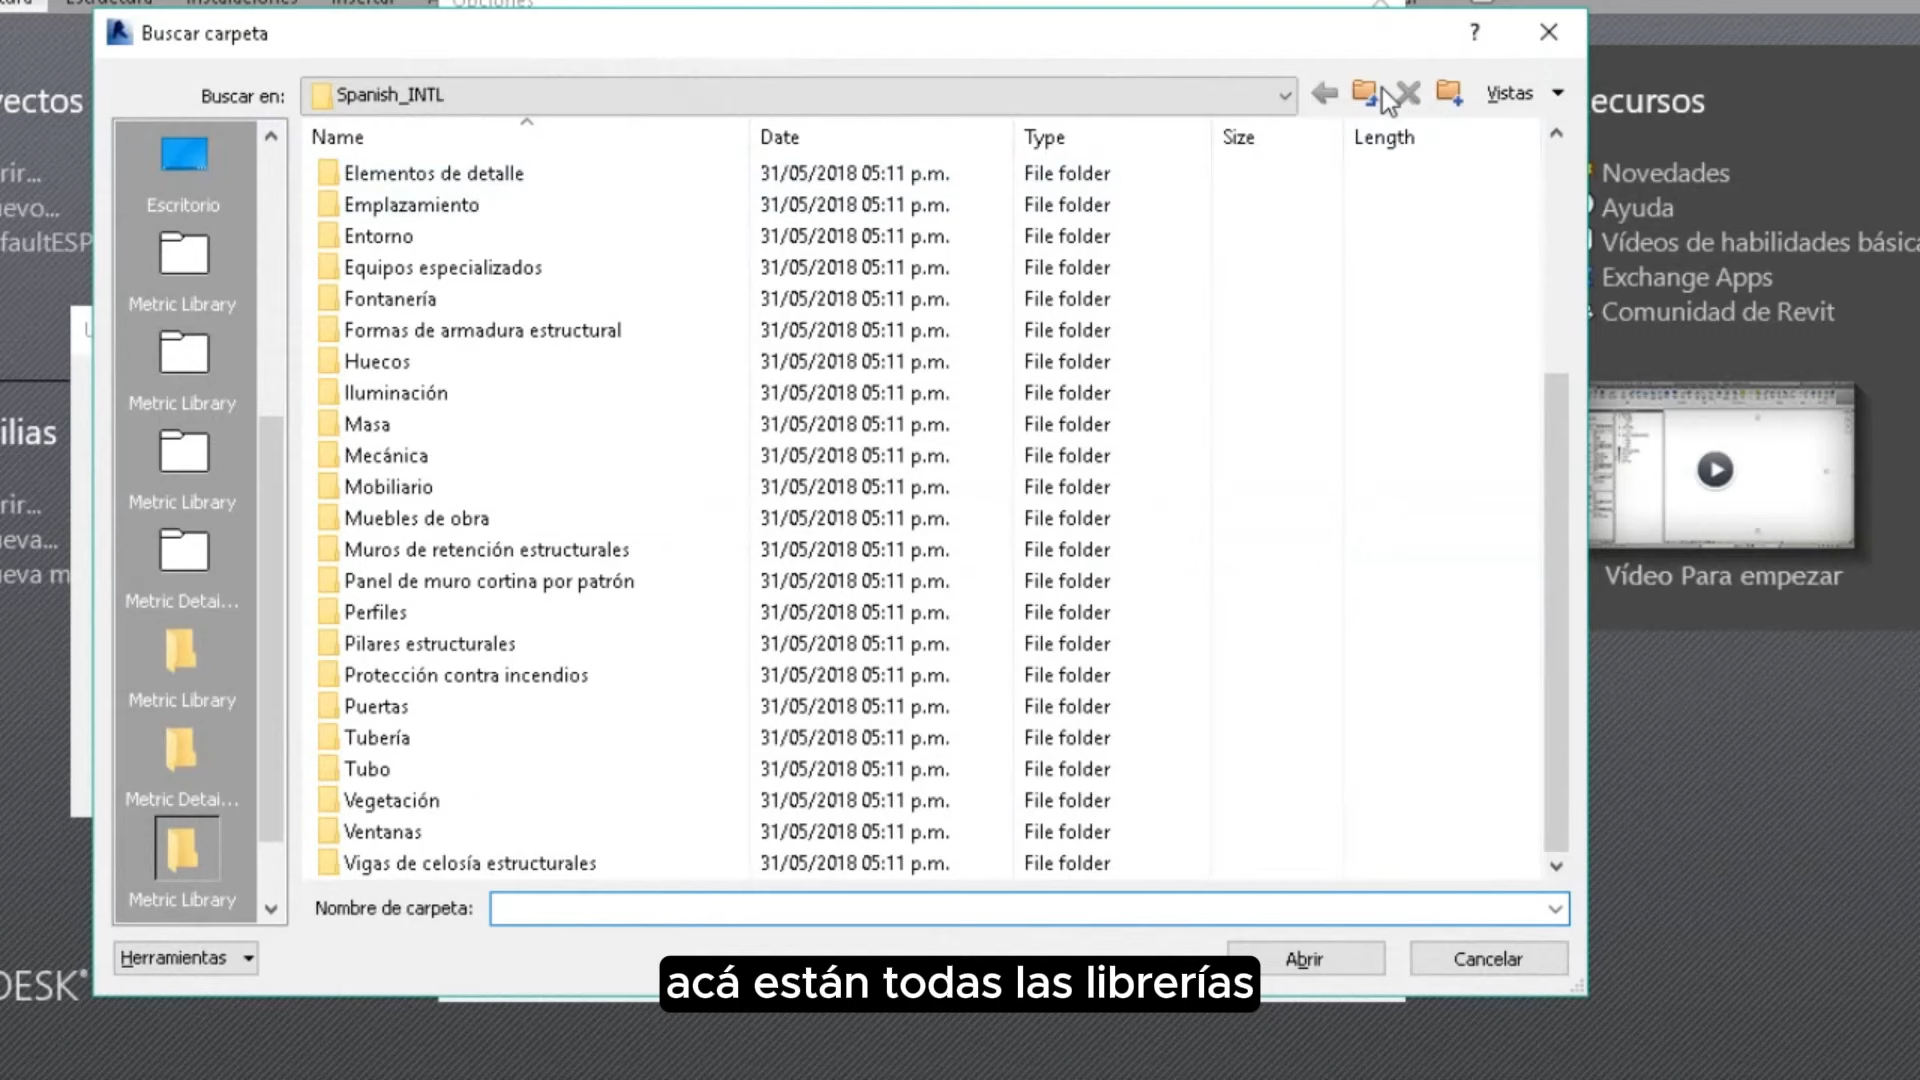 Estructura Instalaciones Insertar
Opciones
Buscar carpeta
?
Buscar en:
Spanish_INTL
Vistas
Name
Date
Type
Size
Length
Elementos de detalle 31/05/2018 05:11 p.m. File folder
Emplazamiento 31/05/2018 05:11 p.m. File folder
Entorno 31/05/2018 05:11 p.m. File folder
Equipos especializados 31/05/2018 05:11 p.m. File folder
Fontanería 31/05/2018 05:11 p.m. File folder
Formas de armadura estructural 31/05/2018 05:11 p.m. File folder
Huecos 31/05/2018 05:11 p.m. File folder
Iluminación 31/05/2018 05:11 p.m. File folder
Masa 31/05/2018 05:11 p.m. File folder
Mecánica 31/05/2018 05:11 p.m. File folder
Mobiliario 31/05/2018 05:11 p.m. File folder
Muebles de obra 31/05/2018 05:11 p.m. File folder
Muros de retención estructurales 31/05/2018 05:11 p.m. File folder
Panel de muro cortina por patrón 31/05/2018 05:11 p.m. File folder
Perfiles 31/05/2018 05:11 p.m. File folder
Pilares estructurales 31/05/2018 05:11 p.m. File folder
Protección contra incendios 31/05/2018 05:11 p.m. File folder
Puertas 31/05/2018 05:11 p.m. File folder
Tubería 31/05/2018 05:11 p.m. File folder
Tubo 31/05/2018 05:11 p.m. File folder
Vegetación 31/05/2018 05:11 p.m. File folder
Ventanas 31/05/2018 05:11 p.m. File folder
Vigas de celosía estructurales 31/05/2018 05:11 p.m. File folder
Escritorio
Metric Library
Metric Library
Metric Library
Metric Detai...
Metric Library
Metric Detai...
Metric Library
Nombre de carpeta:
Herramientas
Abrir
Cancelar
yectos
rir...
evo...
faultESP
ilias
rir...
eva...
eva m
DESK®
ecursos
Novedades
Ayuda
Vídeos de habilidades básica
Exchange Apps
Comunidad de Revit
Vídeo Para empezar
acá están todas las librerías